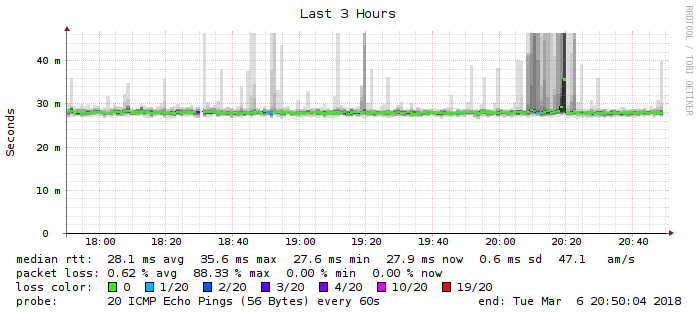 Last 3 Hours
RRDTOOL / TOBI OETIKER
Seconds
40 m
30 m
20 m
10 m
0
18:00 18:20 18:40 19:00 19:20 19:40 20:00 20:20 20:40
median rtt: 28.1 ms avg 35.6 ms max 27.6 ms min 27.9 ms now 0.6 ms sd 47.1 am/s
packet loss: 0.62 % avg 88.33 % max 0.00 % min 0.00 % now
loss color: 0 1/20 2/20 3/20 4/20 10/20 19/20
probe: 20 ICMP Echo Pings (56 Bytes) every 60s end: Tue Mar 6 20:50:04 2018